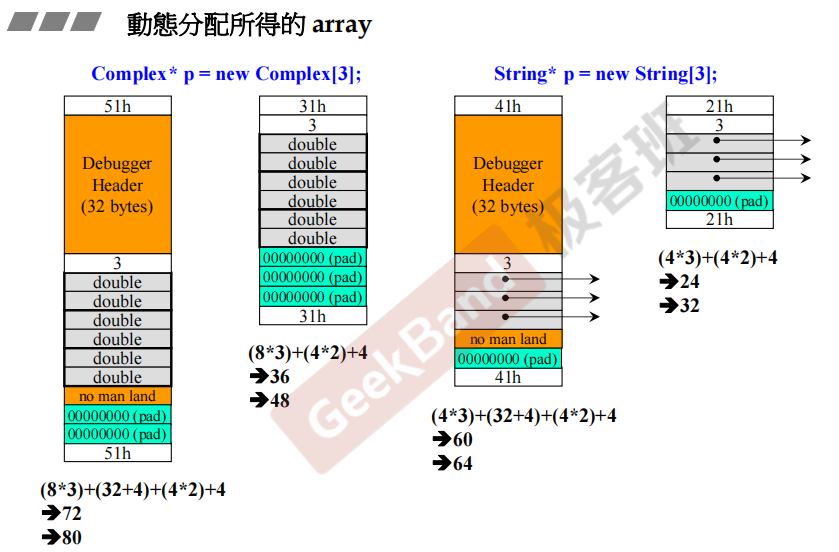 動態分配所得的 array
Complex* p = new Complex[3];
51h
Debugger
Header
(32 bytes)
3
double
double
double
double
double
double
no man land
00000000 (pad)
00000000 (pad)
51h
(8*3)+(32+4)+(4*2)+4
➔72
➔80
31h
3
double
double
double
double
double
double
00000000 (pad)
00000000 (pad)
00000000 (pad)
31h
(8*3)+(4*2)+4
➔36
➔48
String* p = new String[3];
41h
Debugger
Header
(32 bytes)
3
no man land
00000000 (pad)
41h
(4*3)+(32+4)+(4*2)+4
➔60
➔64
21h
3
00000000 (pad)
21h
(4*3)+(4*2)+4
➔24
➔32
GeekBand 极客班